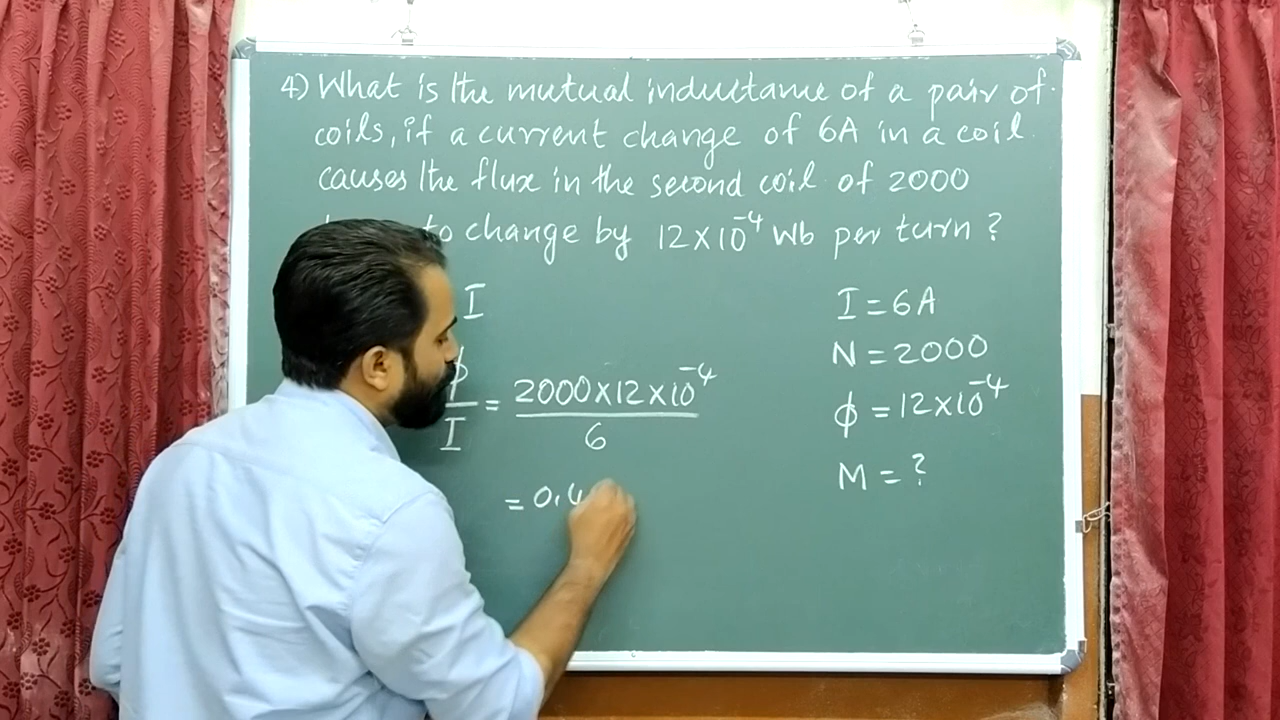 4) What is the mutual inductance of a pair of
coils, if a current change of 6A in a coil
causes the flux in the second coil of 2000
to change by 12×10⁻⁴ Wb per turn ?
I
I = 6A
N = 2000
ϕ
I
= 2000×12×10⁻⁴
6
ϕ = 12×10⁻⁴
= 0.4
M = ?